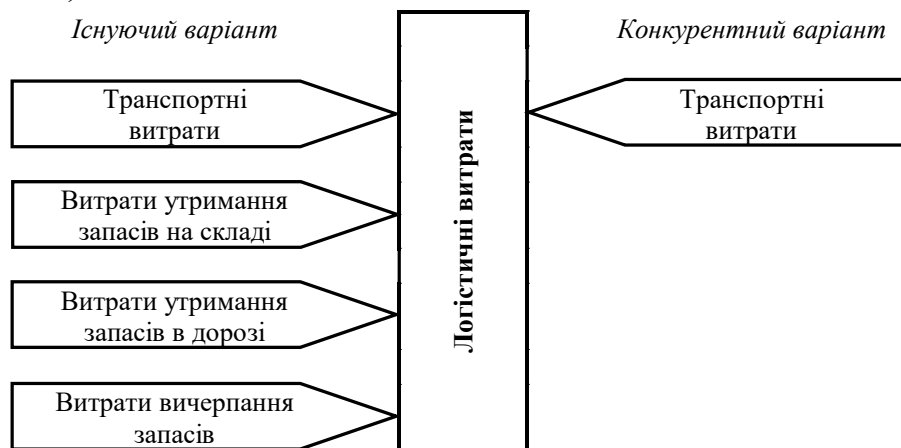 Існуючий варіант
Конкурентний варіант
Транспортні
витрати
Витрати утримання
запасів на складі
Витрати утримання
запасів в дорозі
Витрати вичерпання
запасів
Логістичні витрати
Транспортні
витрати